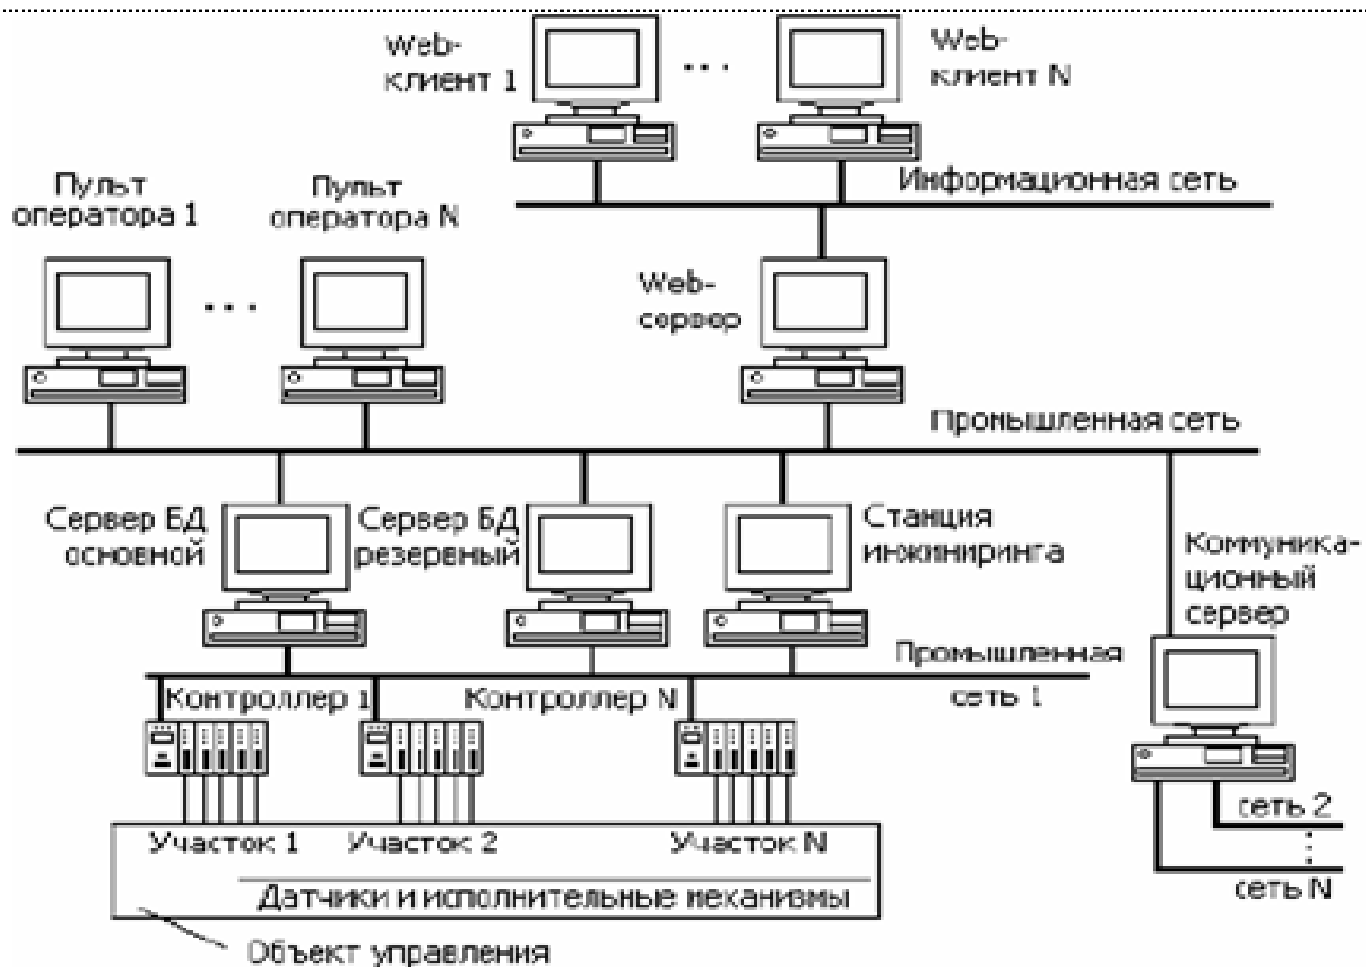 Web-
клиент 1
Web-
клиент N
Информационная сеть
Пульт
оператора 1
Пульт
оператора N
Web-
сервер
Промышленная сеть
Сервер БД
основной
Сервер БД
резервный
Станция
инжиниринга
Коммуника-
ционный
сервер
Промышленная
сеть 1
Контроллер 1
Контроллер N
Участок 1
Участок 2
Участок N
Датчики и исполнительные механизмы
Объект управления
сеть 2
сеть N